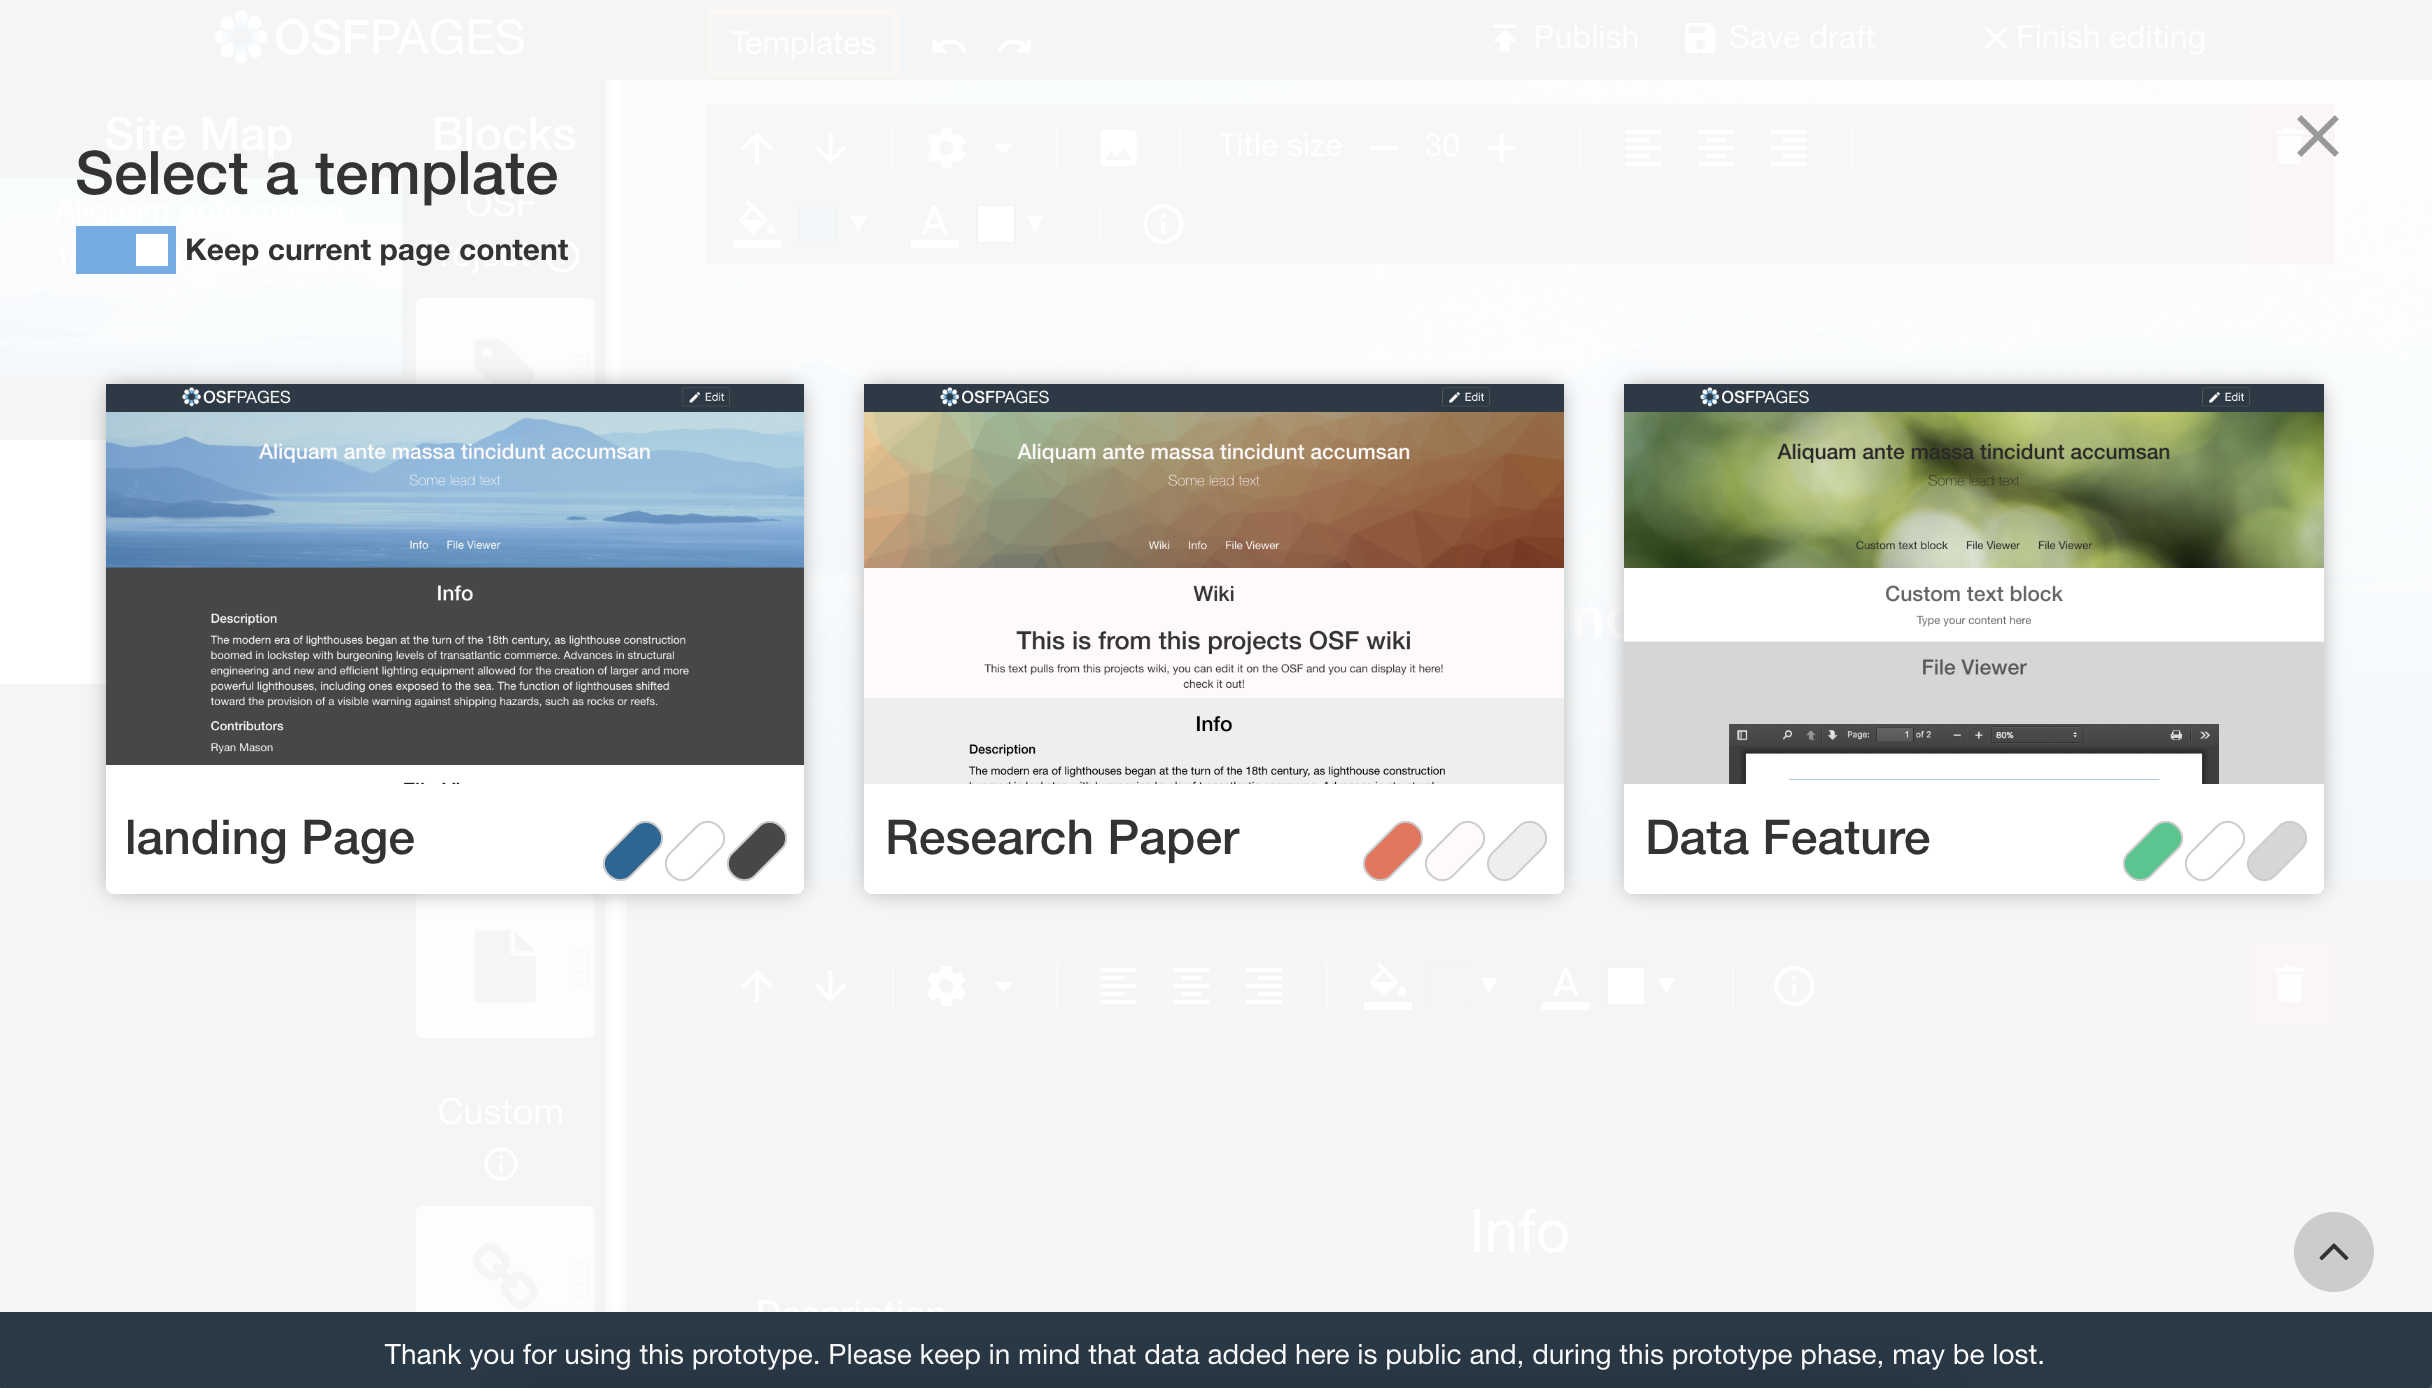 OSFPAGES
Templates
Publish
Save draft
Finish editing
Site Map
Blocks
Title size
30
Select a template
Aliquam ante massa
OSF
Keep current page content
OSFPAGES
Edit
Aliquam ante massa tincidunt accumsan
Some lead text
Info
File Viewer
Info
Description
The modern era of lighthouses began at the turn of the 18th century, as lighthouse construction
boomed in lockstep with burgeoning levels of transatlantic commerce. Advances in structural
engineering and new and efficient lighting equipment allowed for the creation of larger and more
powerful lighthouses, including ones exposed to the sea. The function of lighthouses shifted
toward the provision of a visible warning against shipping hazards, such as rocks or reefs.
Contributors
Ryan Mason
landing Page
OSFPAGES
Edit
Aliquam ante massa tincidunt accumsan
Some lead text
Wiki
Info
File Viewer
Wiki
This is from this projects OSF wiki
This text pulls from this projects wiki, you can edit it on the OSF and you can display it here!
check it out!
Info
Description
The modern era of lighthouses began at the turn of the 18th century, as lighthouse construction
Research Paper
OSFPAGES
Edit
Aliquam ante massa tincidunt accumsan
Some lead text
Custom text block
File Viewer
File Viewer
Custom text block
Type your content here
File Viewer
Page: 1 of 2
80%
Data Feature
Custom
Info
Description
Thank you for using this prototype. Please keep in mind that data added here is public and, during this prototype phase, may be lost.